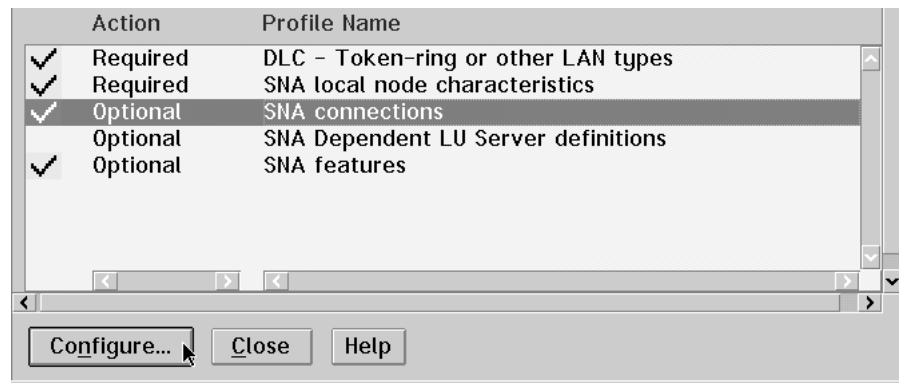 Action Profile Name
Required DLC - Token-ring or other LAN types
Required SNA local node characteristics
Optional SNA connections
Optional SNA Dependent LU Server definitions
Optional SNA features
Configure... Close Help